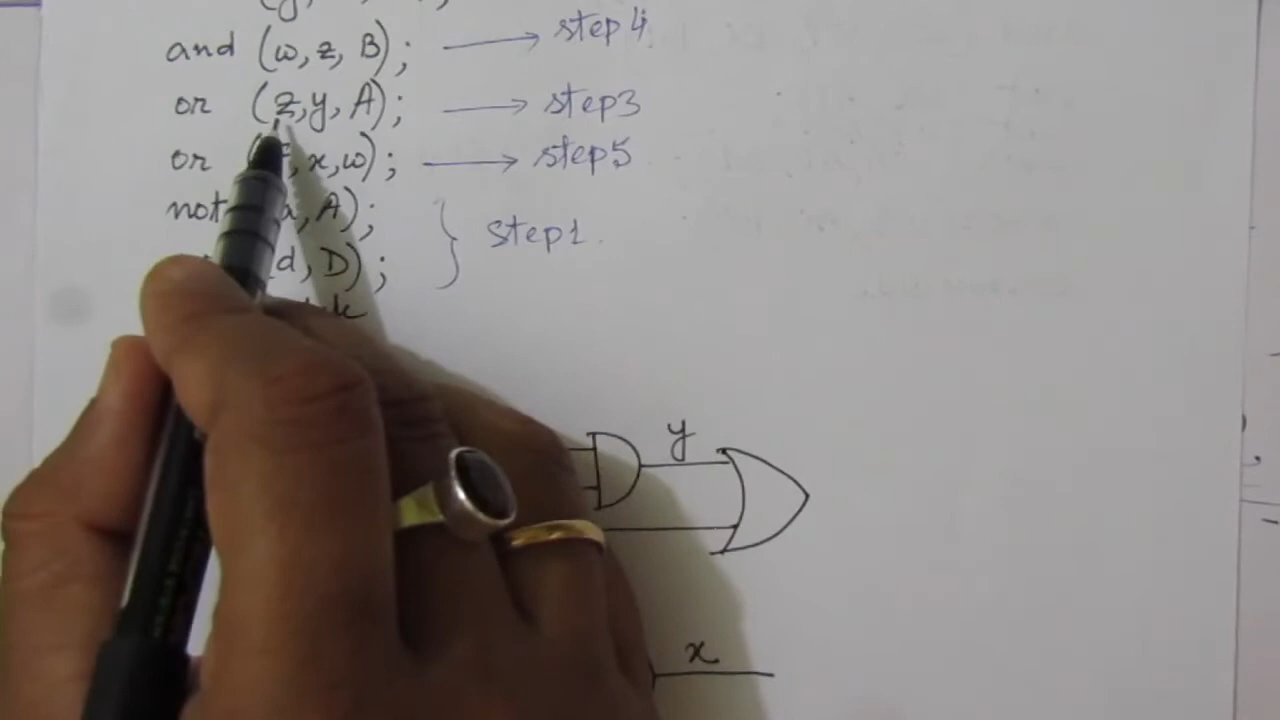 and (w, z, B); → step 4
or (z, y, A); → step3
or x, w); → step5
not a, A); } step1.
d, D);
y
x